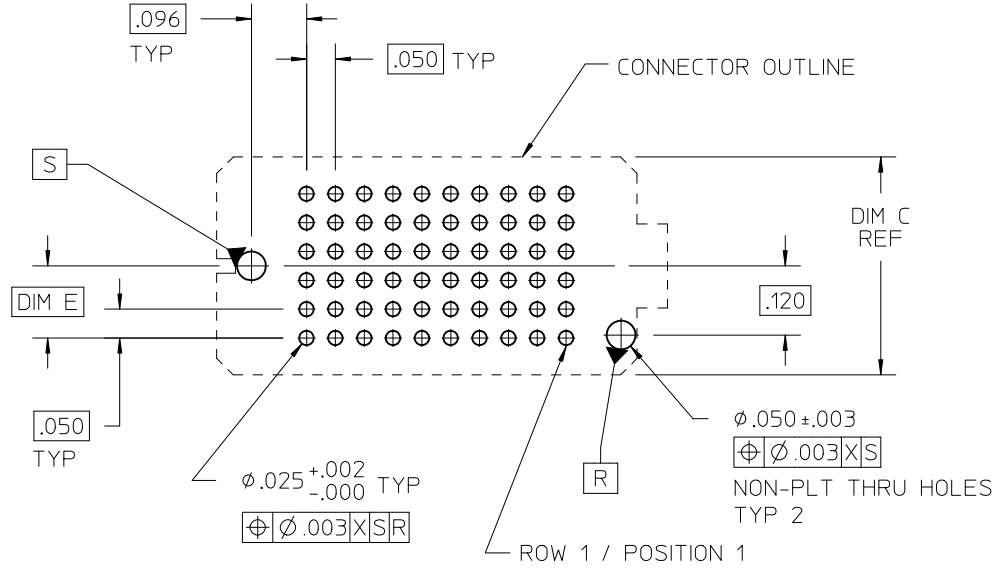 .096
TYP
.050 TYP
CONNECTOR OUTLINE
S
DIM C
REF
DIM E
.120
.050
TYP
Ø.025 +.002 -.000 TYP
⌖ Ø.003 X S R
R
Ø.050±.003
⌖ Ø.003 X S
NON-PLT THRU HOLES
TYP 2
ROW 1 / POSITION 1